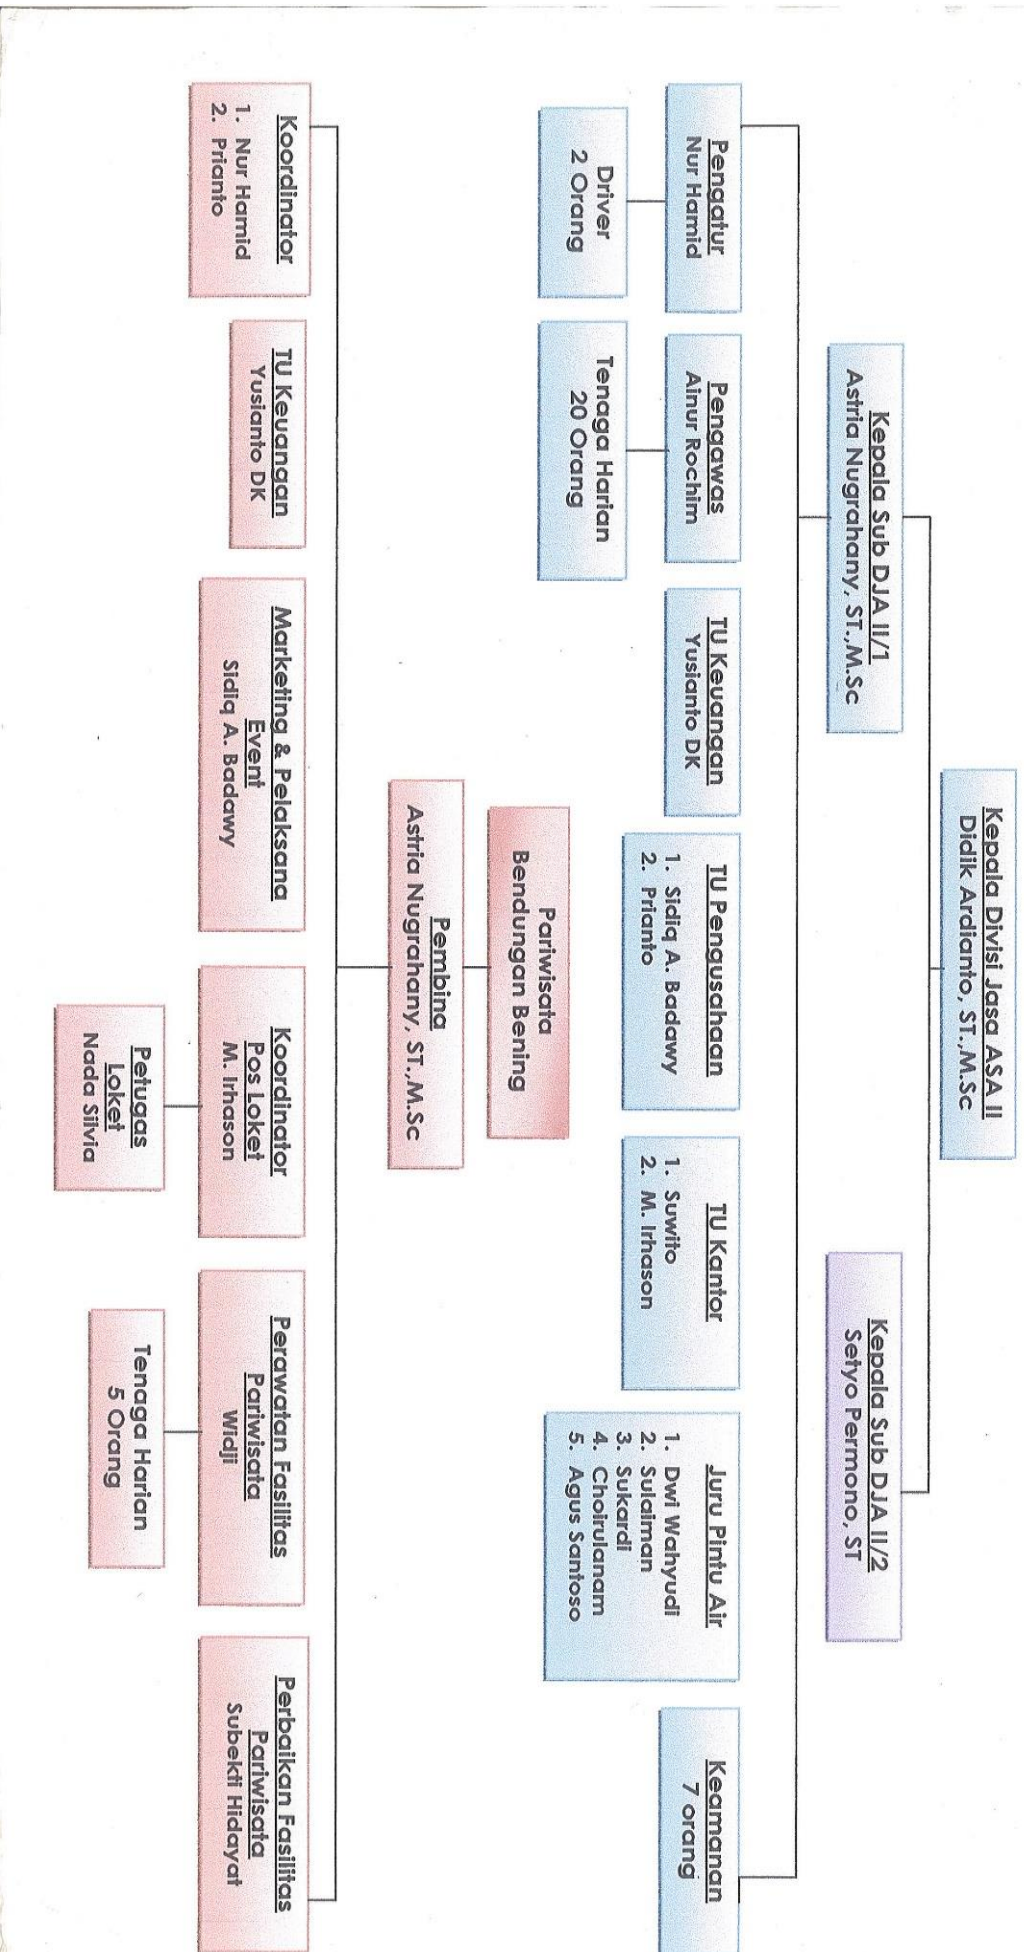 Kepala Divisi Jasa ASA II
Didik Ardianto, ST.,M.Sc
Kepala Sub DJA II/1
Astria Nugrahany, ST.,M.Sc
Kepala Sub DJA II/2
Setyo Permono, ST
Pengatur
Nur Hamid
Driver
2 Orang
Pengawas
Ainur Rochim
Tenaga Harian
20 Orang
TU Keuangan
Yusianto DK
TU Pengusahaan
1. Sidiq A. Badawy
2. Prianto
TU Kantor
1. Suwito
2. M. Irhason
Juru Pintu Air
1. Dwi Wahyudi
2. Sulaiman
3. Sukardi
4. Choirulanam
5. Agus Santoso
Keamanan
7 orang
Pariwisata
Bendungan Bening
Pembina
Astria Nugrahany, ST.,M.Sc
Koordinator
1. Nur Hamid
2. Prianto
TU Keuangan
Yusianto DK
Marketing & Pelaksana
Event
Sidiq A. Badawy
Koordinator
Pos Loket
M. Irhason
Petugas
Loket
Nada Silvia
Perawatan Fasilitas
Pariwisata
Widji
Tenaga Harian
5 Orang
Perbaikan Fasilitas
Pariwisata
Subekti Hidayat